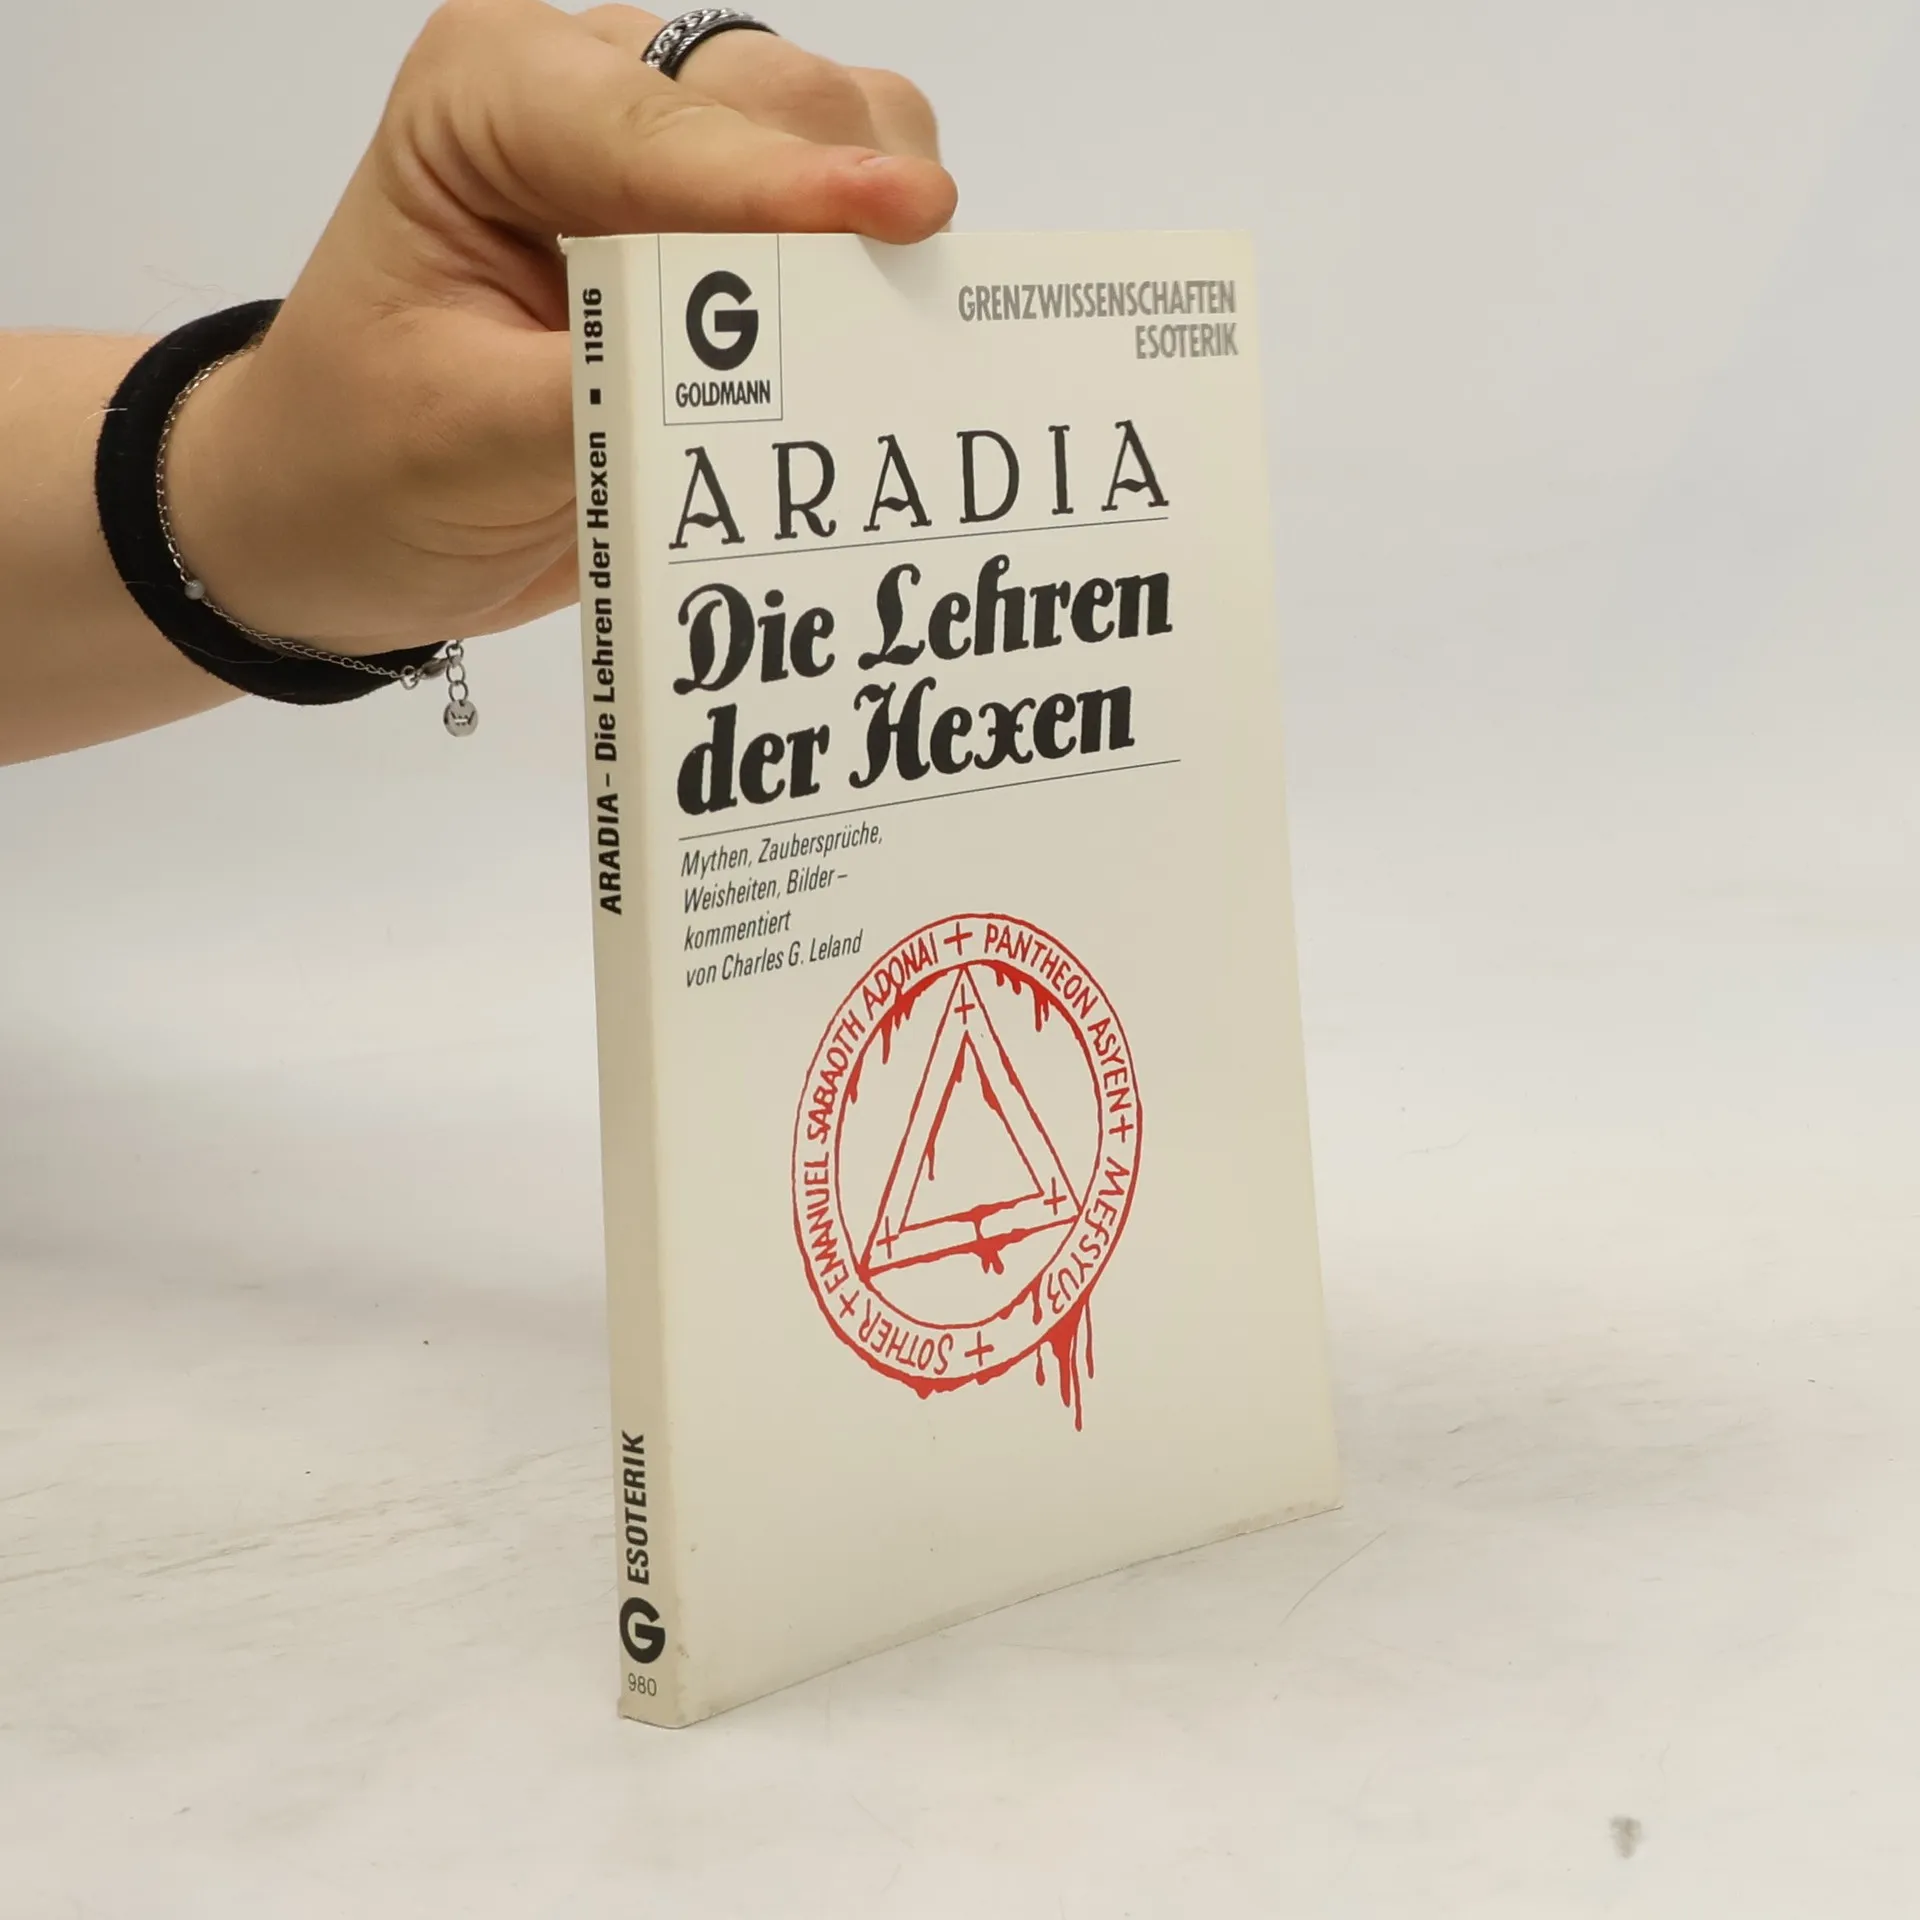 G
GOLDMANN
GRENZWISSENSCHAFTEN
ESOTERIK
ARADIA
Die Lehren
der Hexen
Mythen, Zaubersprüche,
Weisheiten, Bilder –
kommentiert
von Charles G. Leland
+ PANTHEON ASYEN + MEFSYUZ + SOTHER + EMANUEL SABAOTH ADONAI
+
+
+
ARADIA – Die Lehren der Hexen ■ 11816
G ESOTERIK
980